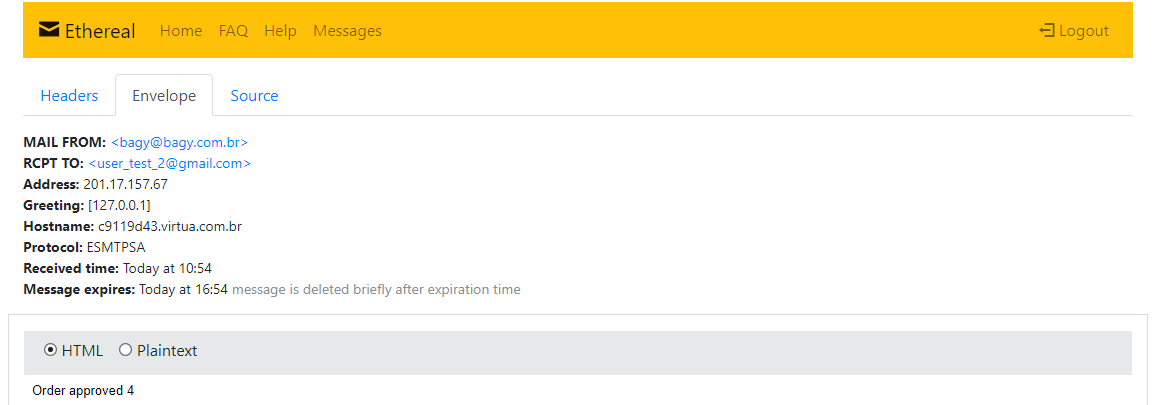 Ethereal Home FAQ Help Messages Logout
Headers Envelope Source
MAIL FROM: <bagy@bagy.com.br>
RCPT TO: <user_test_2@gmail.com>
Address: 201.17.157.67
Greeting: [127.0.0.1]
Hostname: c9119d43.virtua.com.br
Protocol: ESMTPSA
Received time: Today at 10:54
Message expires: Today at 16:54 message is deleted briefly after expiration time
HTML Plaintext
Order approved 4